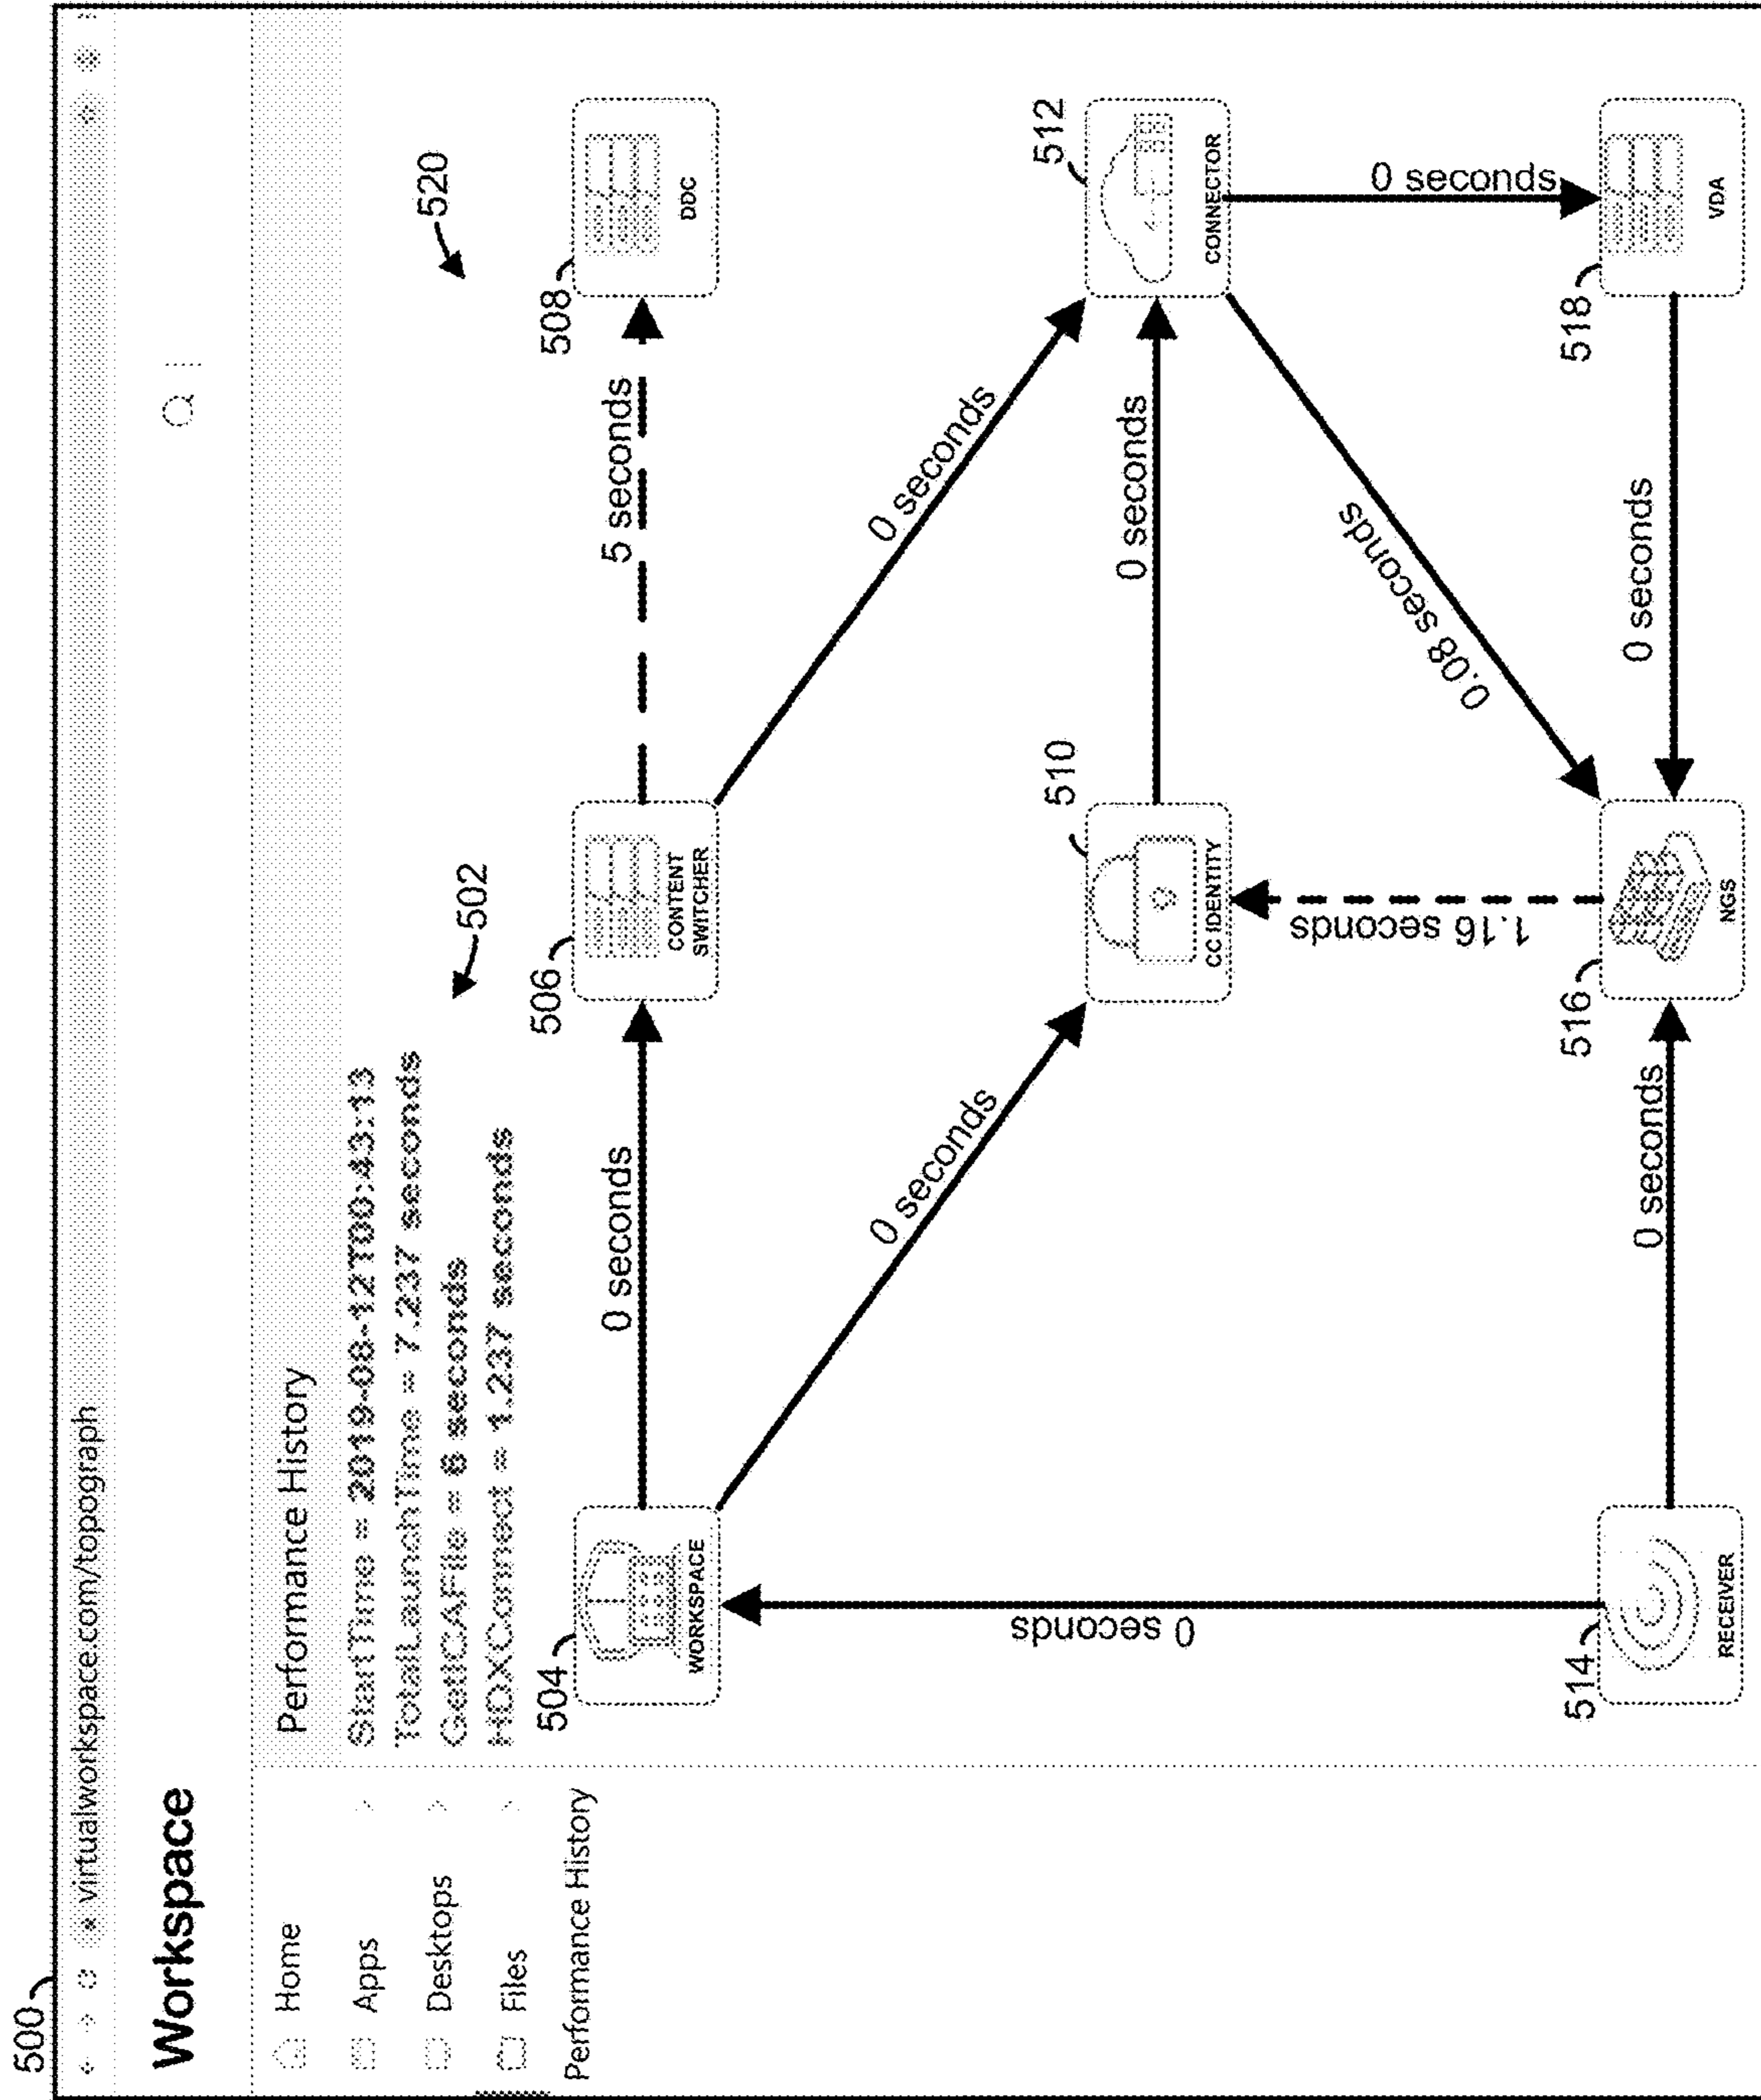 500
virtualworkspace.com/topograph
Workspace
Home
Apps
Desktops
Files
Performance History
Performance History
StartTime = 2019-08-12T00:43:13
TotalLaunchTime = 7.237 seconds
GetICAFile = 6 seconds
HDXConnect = 1.237 seconds
502
520
504
WORKSPACE
0 seconds
506
CONTENT
SWITCHER
5 seconds
508
DDC
0 seconds
0 seconds
0 seconds
510
CC IDENTITY
0 seconds
512
CONNECTOR
1.16 seconds
0.08 seconds
0 seconds
514
RECEIVER
0 seconds
516
NGS
0 seconds
518
VDA